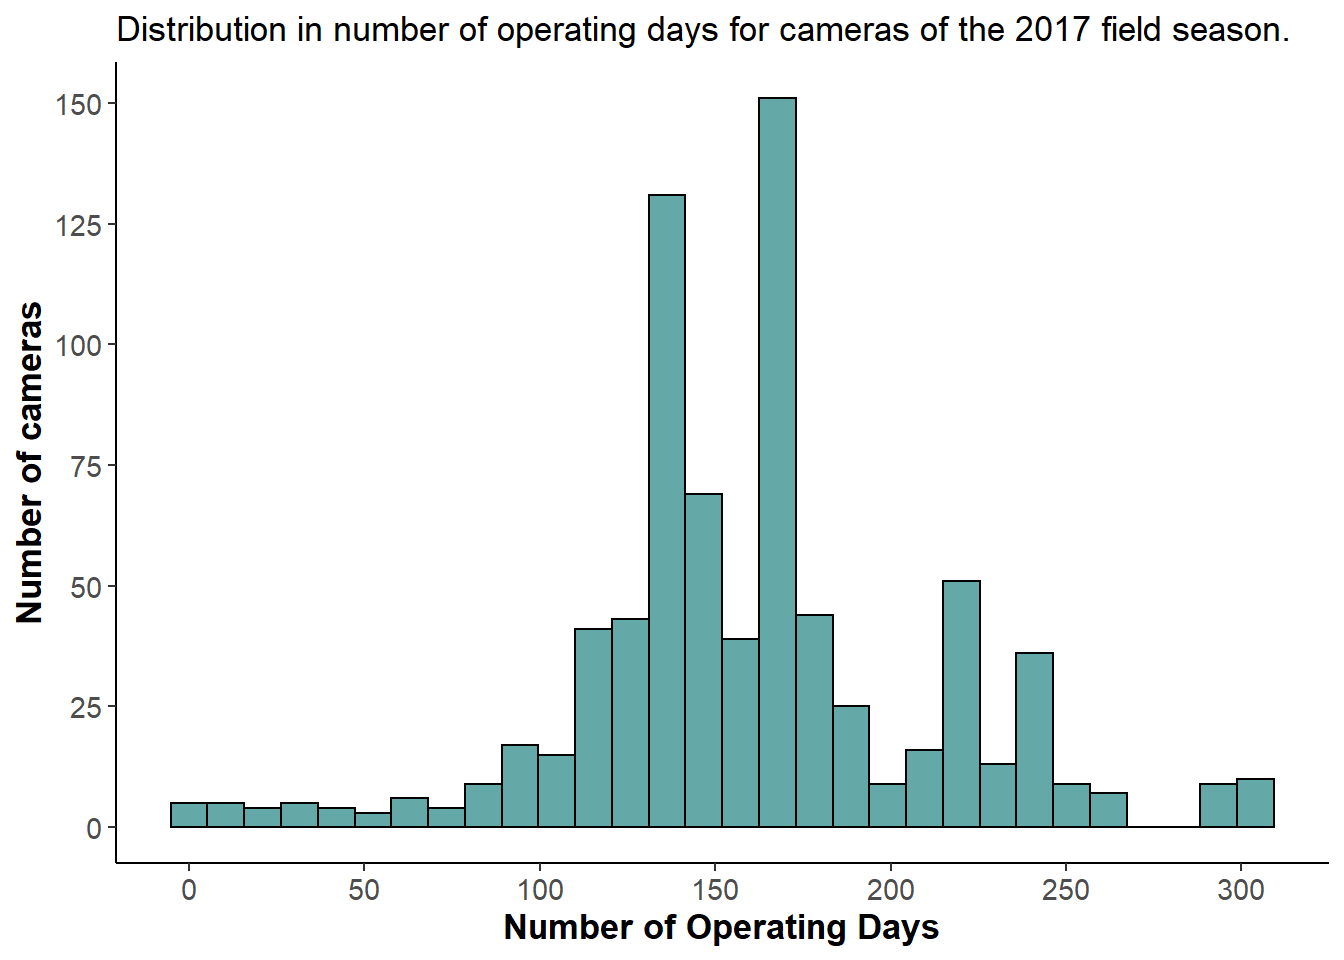 Distribution in number of operating days for cameras of the 2017 field season.
150
125
100
75
50
25
0
Number of cameras
0 50 100 150 200 250 300
Number of Operating Days